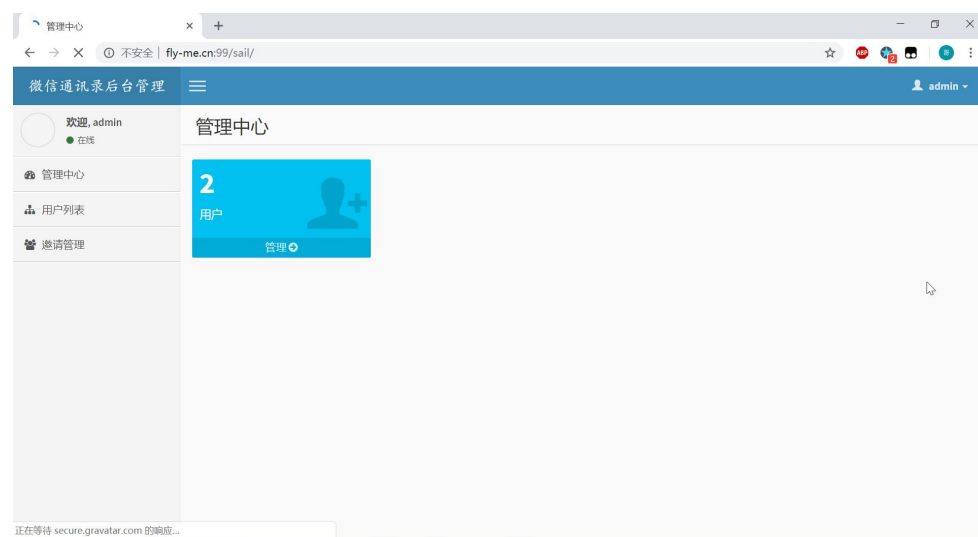 管理中心
不安全 | fly-me.cn:99/sail/
ABP
2
微信通讯录后台管理
admin
欢迎, admin
在线
管理中心
管理中心
用户列表
邀请管理
2
用户
管理
正在等待 secure.gravatar.com 的响应...